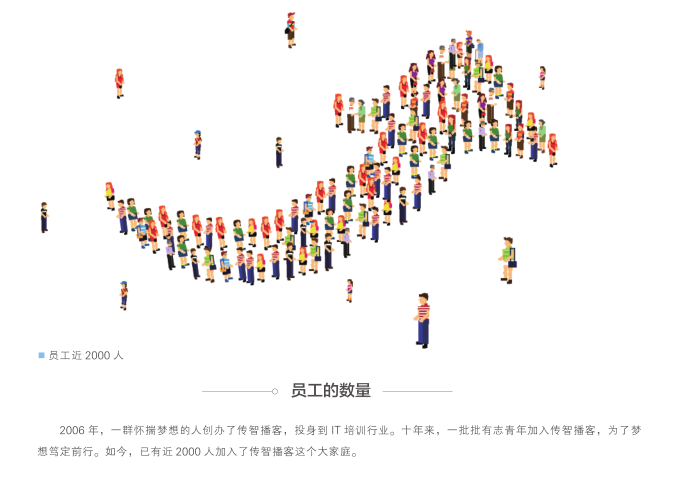 员工近 2000 人
员工的数量
2006 年，一群怀揣梦想的人创办了传智播客，投身到 IT 培训行业。十年来，一批批有志青年加入传智播客，为了梦
想笃定前行。如今，已有近 2000 人加入了传智播客这个大家庭。